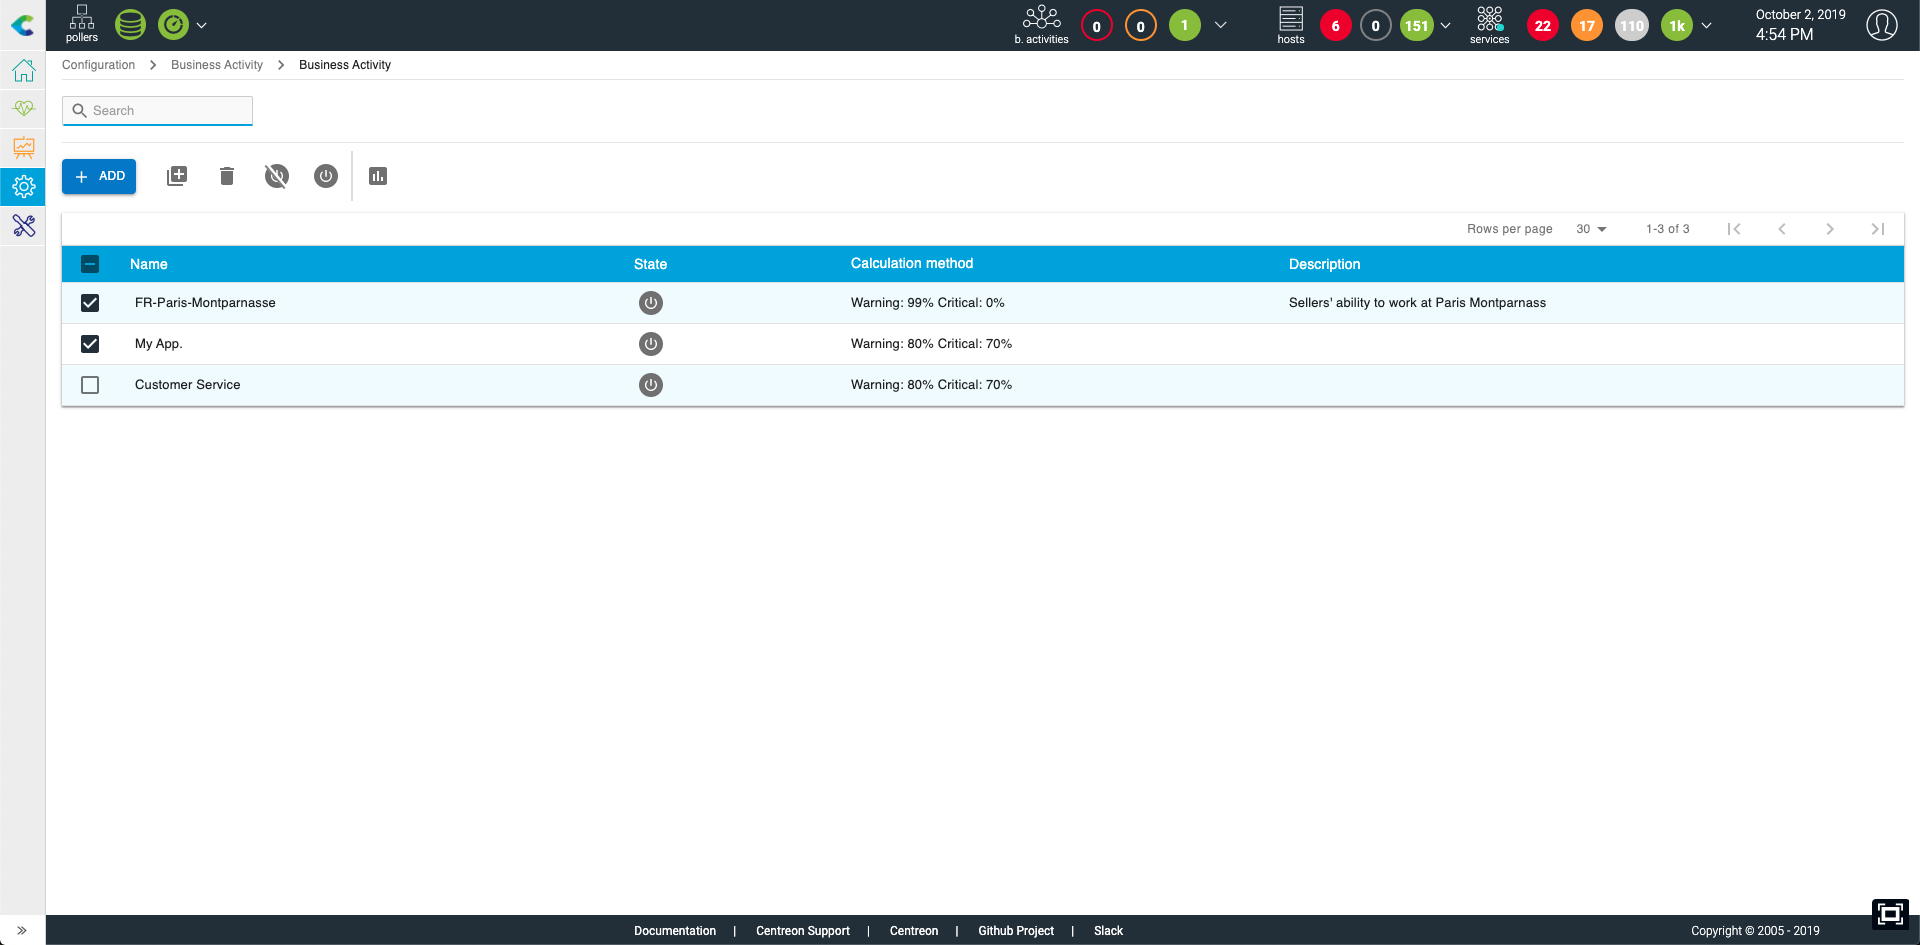 pollers
b. activities
0
0
1
hosts
6
0
151
services
22
17
110
1k
October 2, 2019
4:54 PM
Configuration > Business Activity > Business Activity
Search
+ ADD
Rows per page 30 1-3 of 3
Name State Calculation method Description
FR-Paris-Montparnasse Warning: 99% Critical: 0% Sellers' ability to work at Paris Montparnass
My App. Warning: 80% Critical: 70%
Customer Service Warning: 80% Critical: 70%
Documentation | Centreon Support | Centreon | Github Project | Slack
Copyright © 2005 - 2019